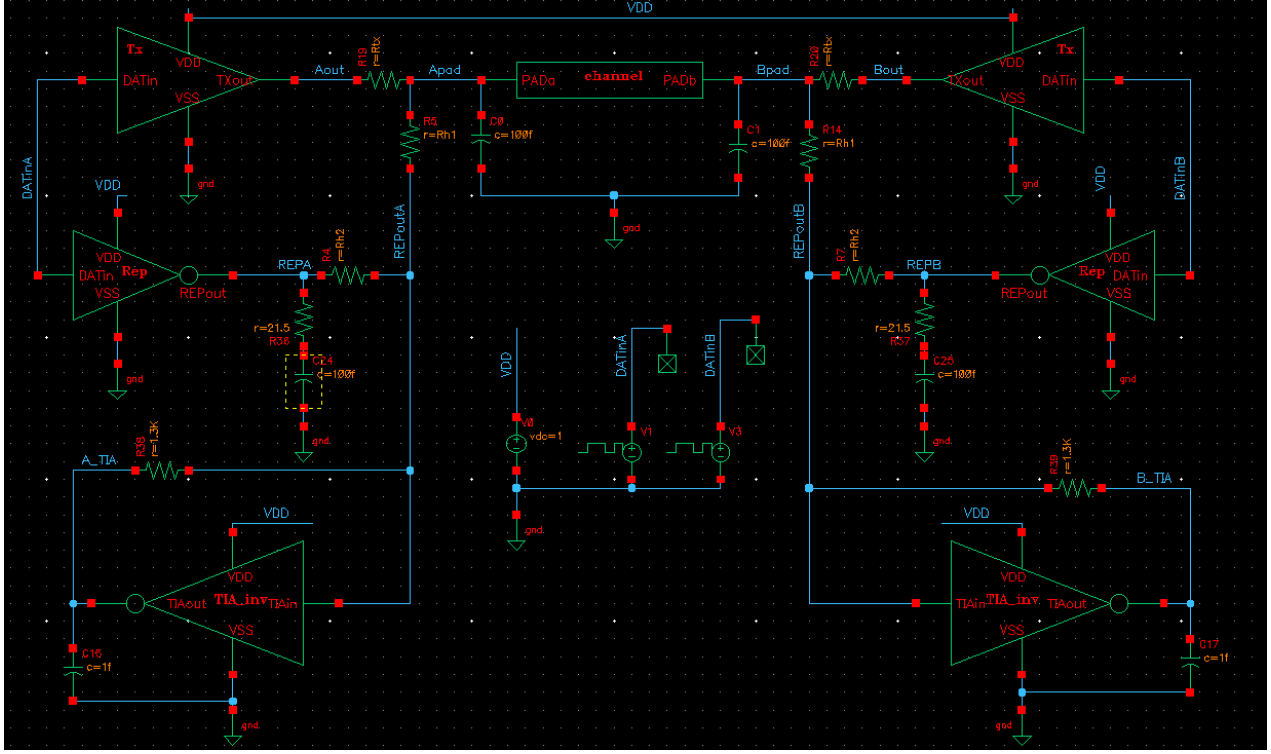 VDD
Tx
VDD
DATin
TXout
VSS
gnd
Aout
R19
r=Rtx
Apad
R5
r=Rh1
C0
c=100f
PADa
channel
PADb
gnd
Bpad
C1
c=100f
R20
r=Rtx
R14
r=Rh1
Bout
Tx
VDD
TXout
DATin
VSS
gnd
DATinA
VDD
VDD
DATin
Rep
VSS
REPout
gnd
REPA
R4
r=Rh2
REPoutA
r=21.5
R36
C24
c=100f
gnd
VDD
V0
vdc=1
gnd
DATinA
V1
DATinB
V3
REPoutB
R7
r=Rh2
REPB
r=21.5
R37
C25
c=100f
gnd
VDD
VDD
Rep
DATin
VSS
REPout
gnd
DATinB
A_TIA
R38
r=1.3K
VDD
VDD
TIAout
TIA_inv
TIAin
VSS
C16
c=1f
gnd
R39
r=1.3K
B_TIA
VDD
VDD
TIAin
TIA_inv
TIAout
VSS
C17
c=1f
gnd